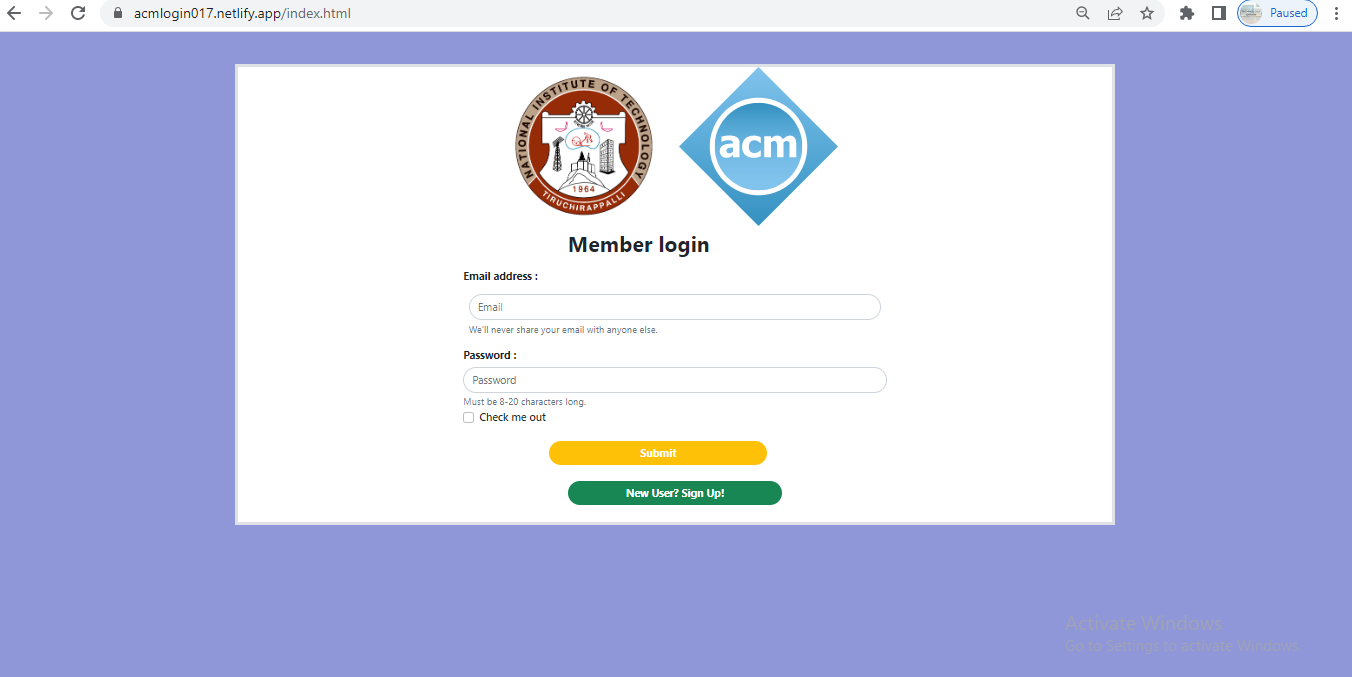 acmlogin017.netlify.app/index.html
Paused
NATIONAL INSTITUTE OF TECHNOLOGY
1964
TIRUCHIRAPPALLI
acm
Member login
Email address :
Email
We'll never share your email with anyone else.
Password :
Password
Must be 8-20 characters long.
Check me out
Submit
New User? Sign Up!
Activate Windows
Go to Settings to activate Windows.